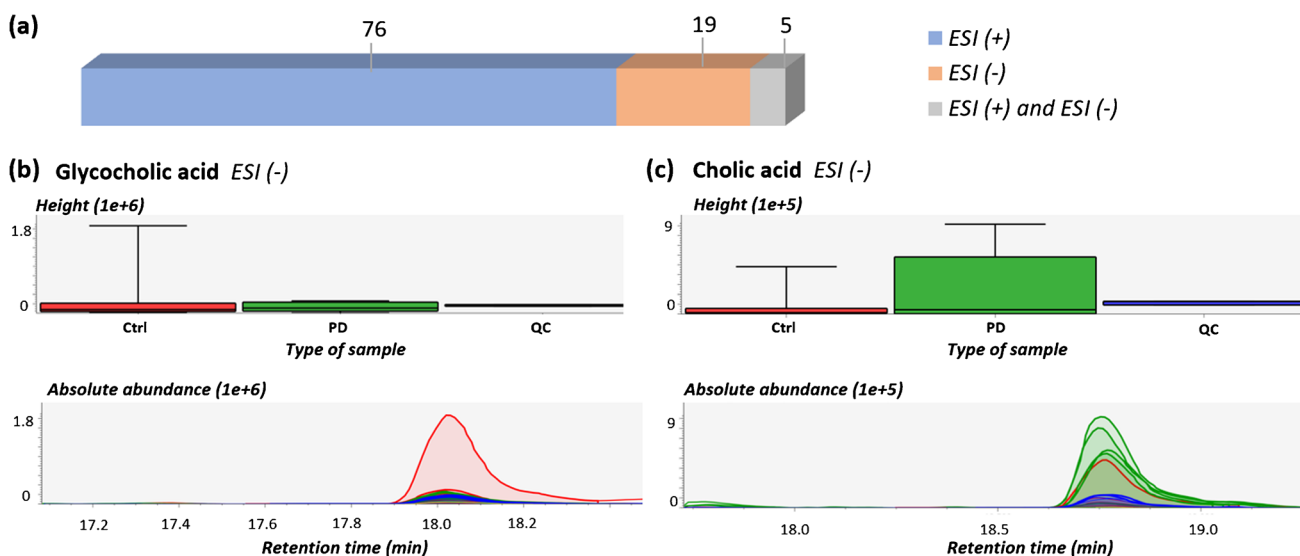 (a)
76
19
5
ESI (+)
ESI (-)
ESI (+) and ESI (-)
(b) Glycocholic acid ESI (-)
Height (1e+6)
1.8
0
Ctrl PD QC
Type of sample
Absolute abundance (1e+6)
1.8
0
17.2 17.4 17.6 17.8 18.0 18.2
Retention time (min)
(c) Cholic acid ESI (-)
Height (1e+5)
9
0
Ctrl PD QC
Type of sample
Absolute abundance (1e+5)
9
0
18.0 18.5 19.0
Retention time (min)